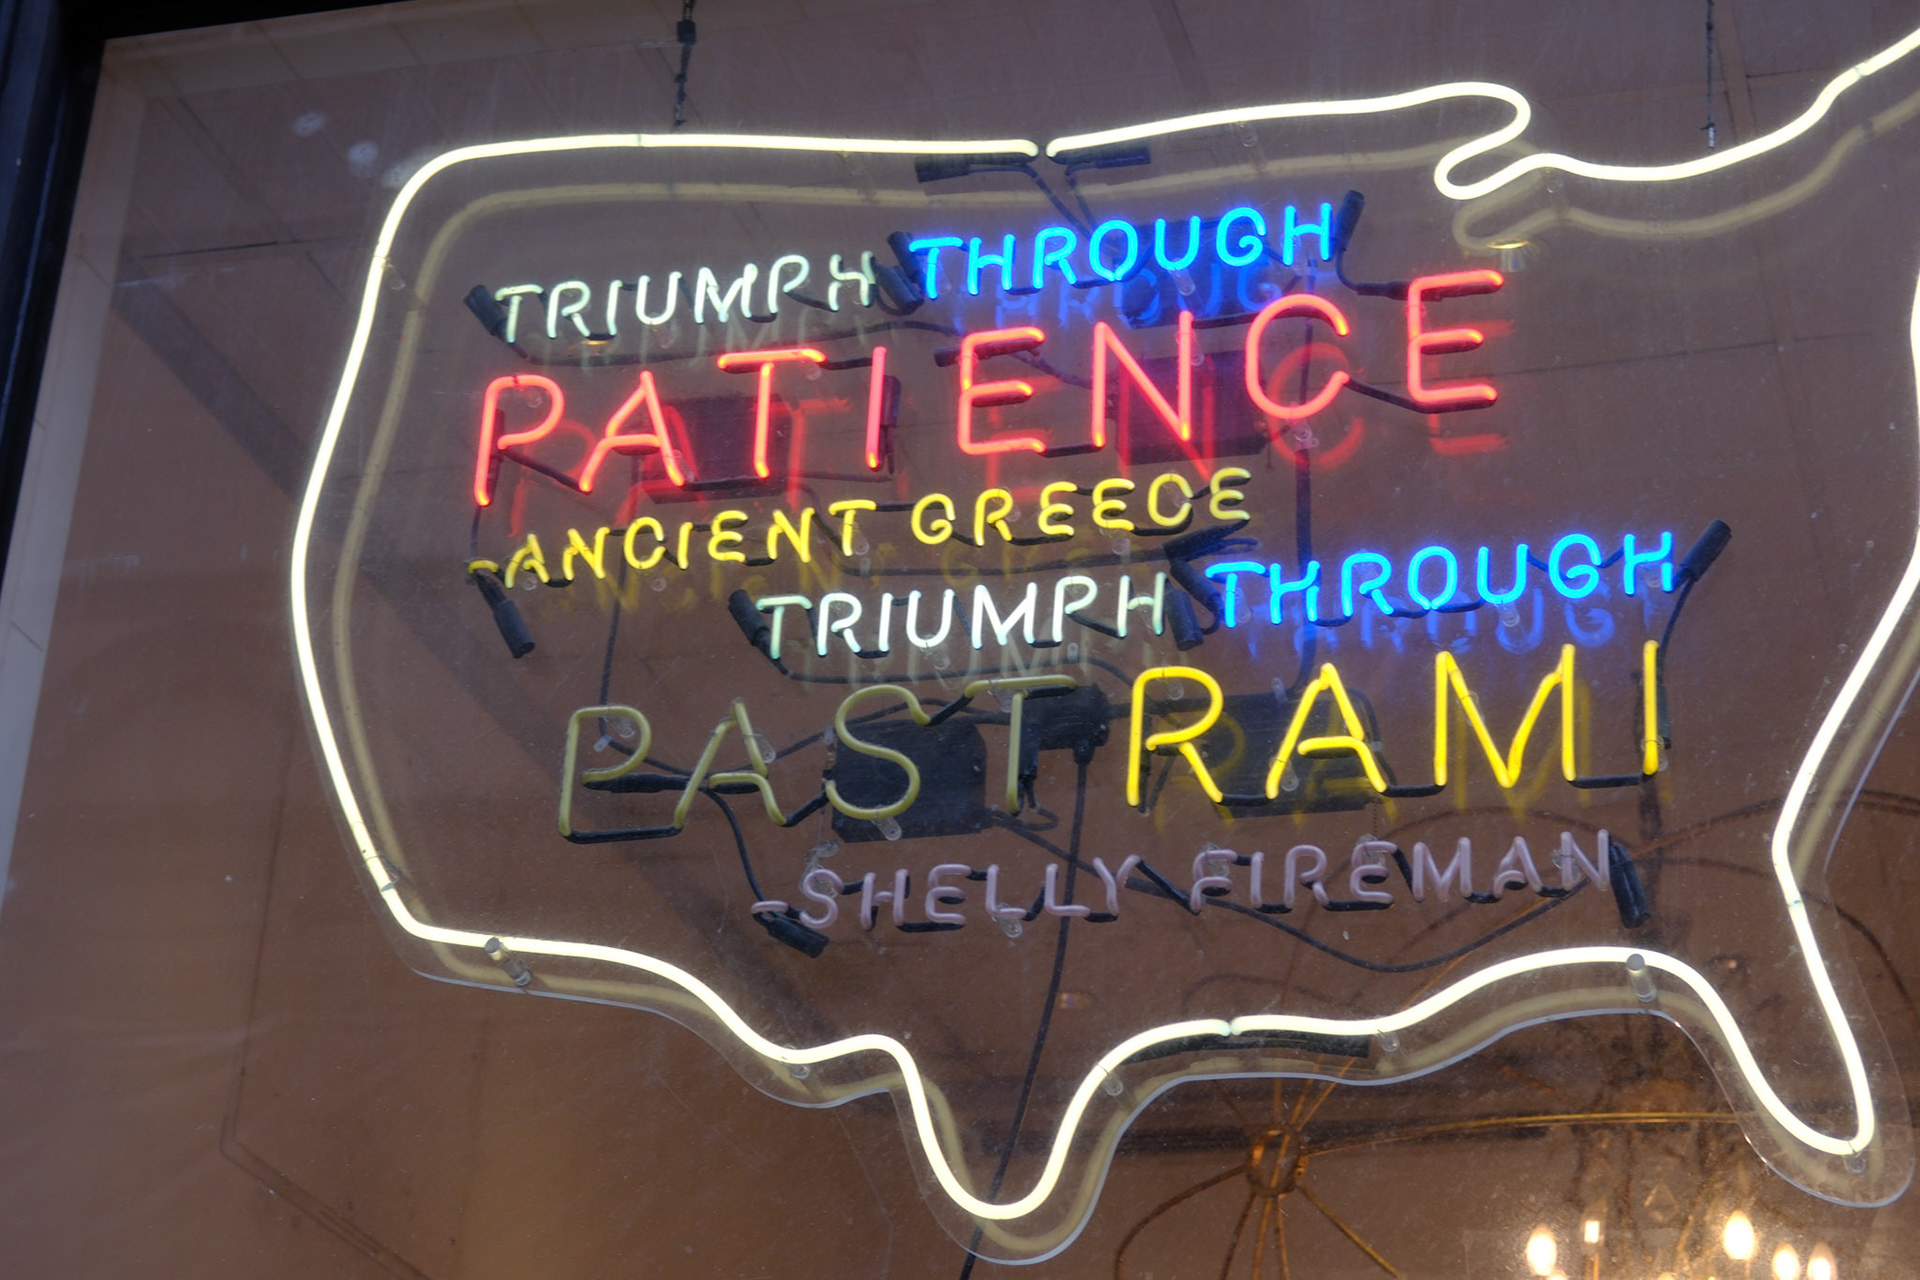 TRIUMPH THROUGH
PATIENCE
-ANCIENT GREECE
TRIUMPH THROUGH
PASTRAMI
-SHELLY FIREMAN